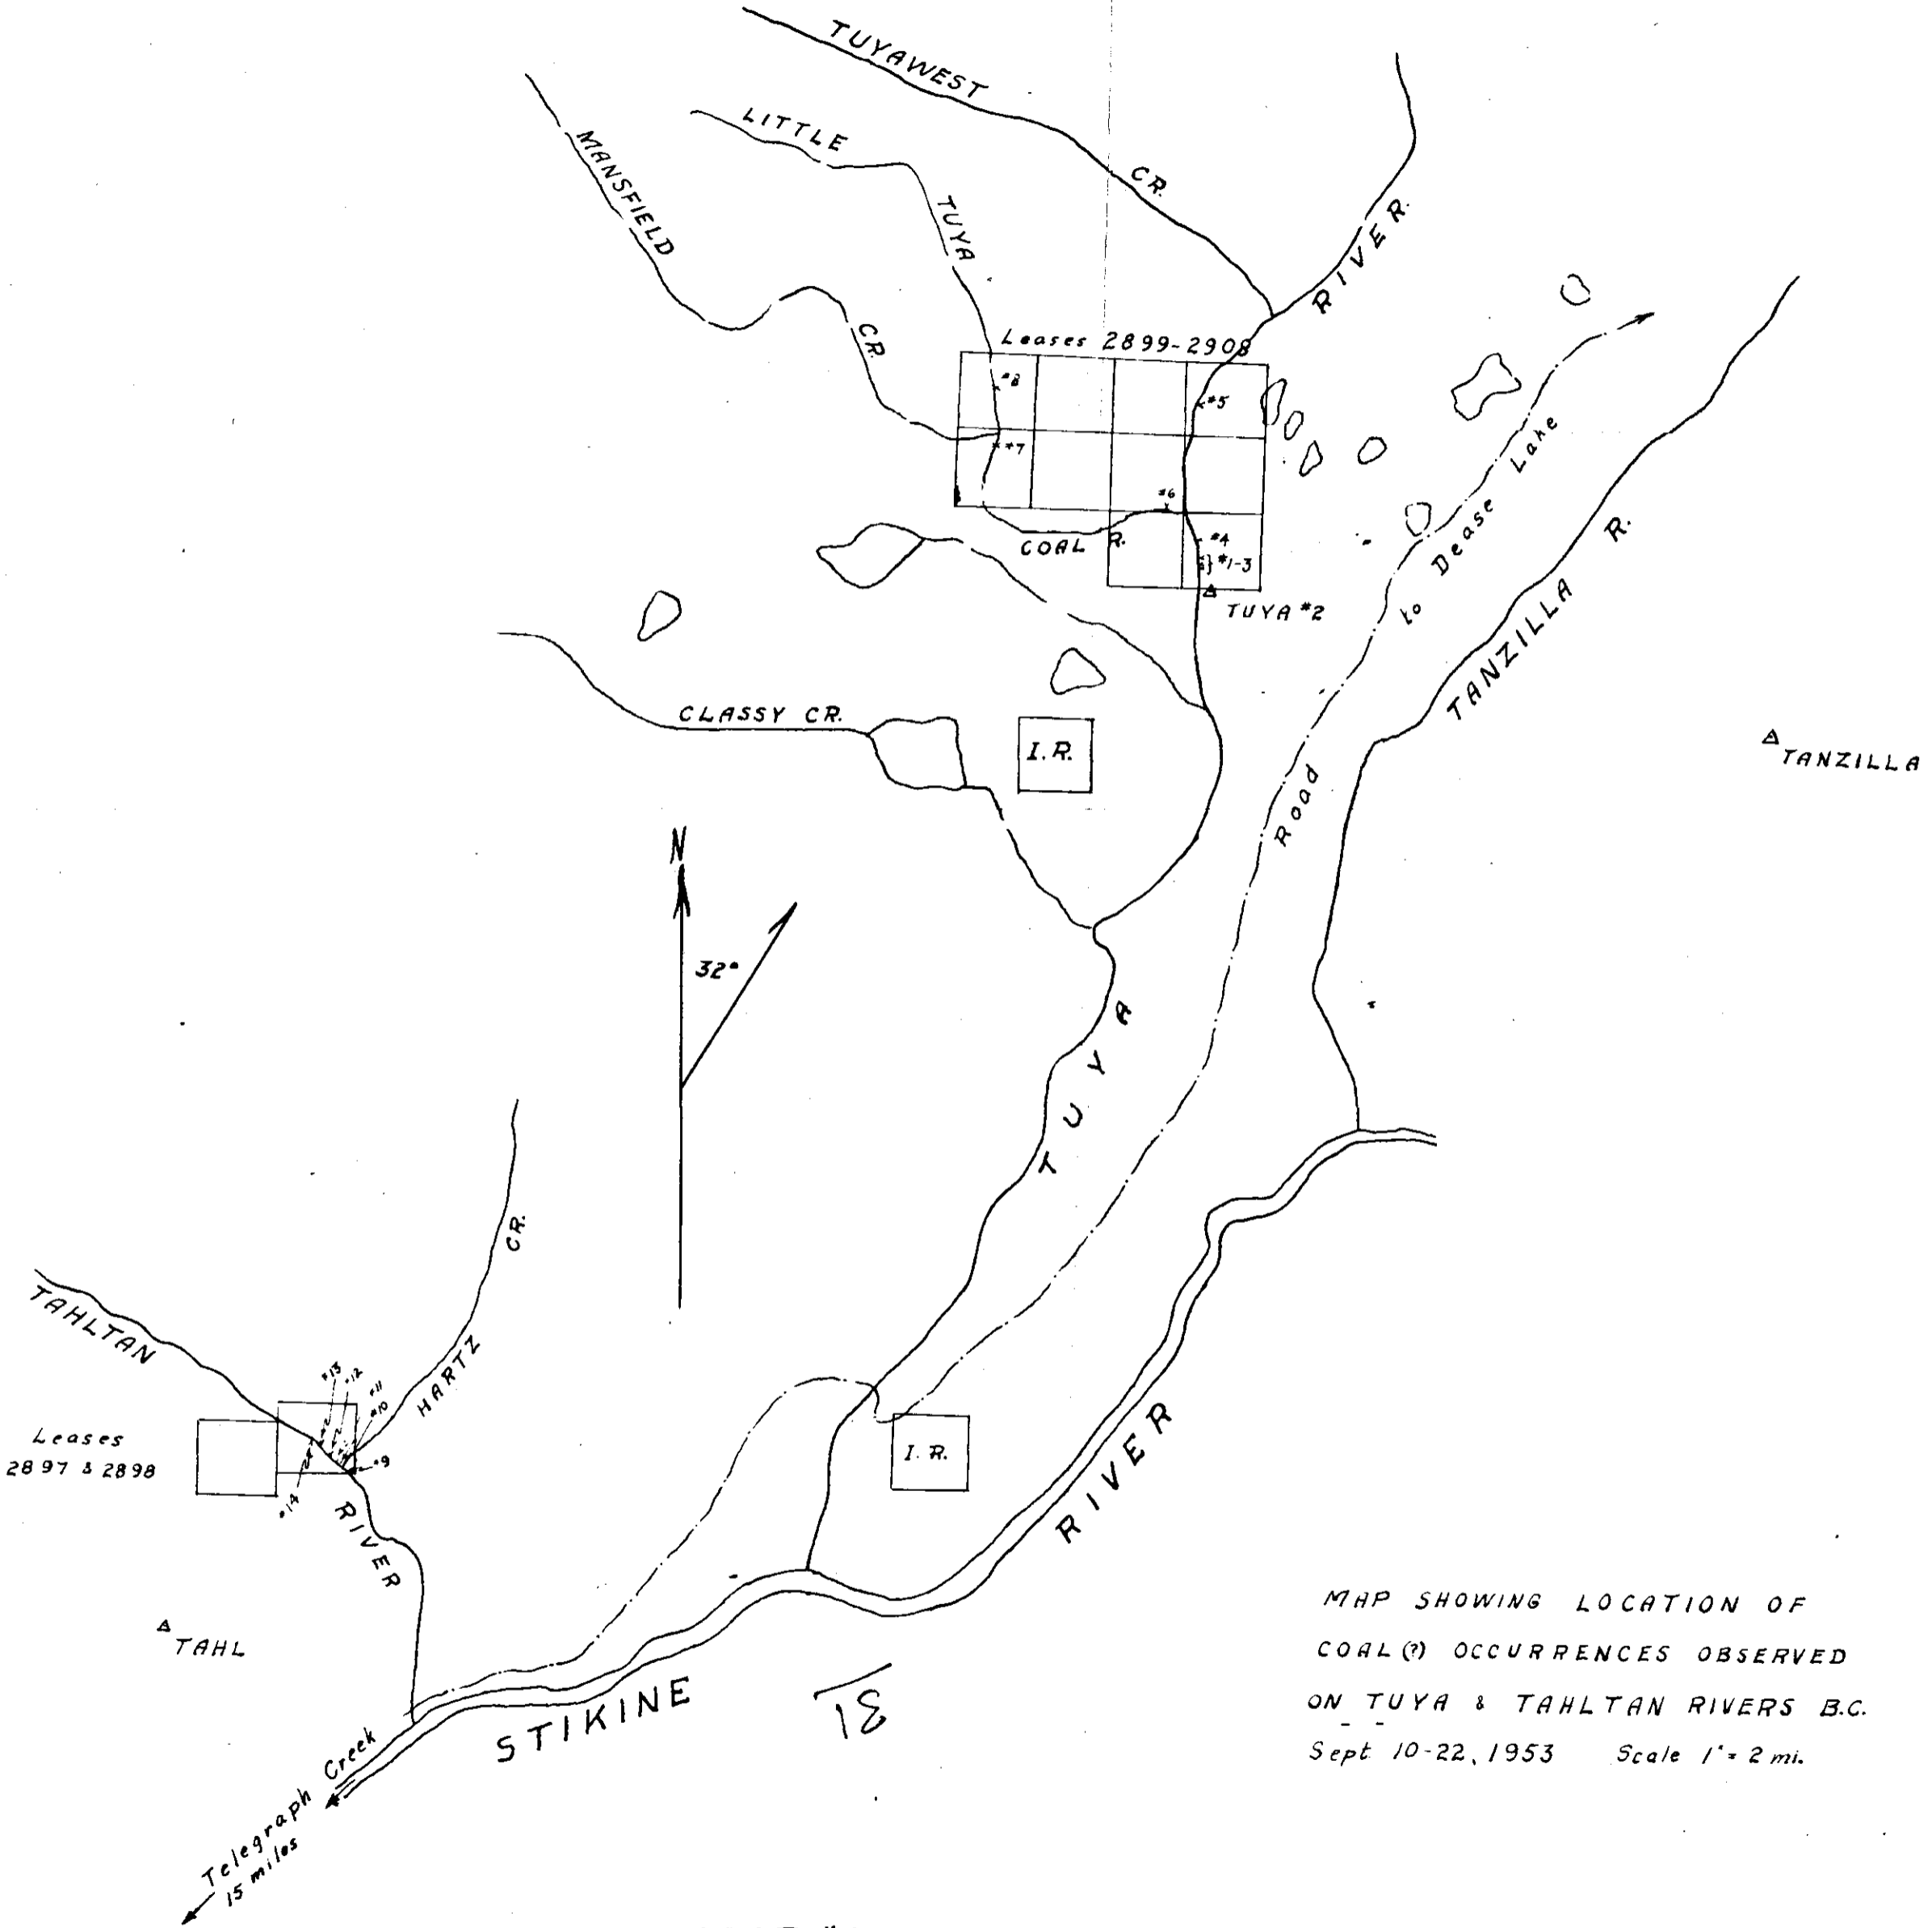 TUYAWEST CR.
LITTLE TUYA
MANSFIELD CR.
RIVER.
Leases 2899-2908
#8
#5
#7
#6
COAL R.
#4
#1-3
TUYA #2
Road to Dease Lake
TANZILLA R.
TANZILLA
CLASSY CR.
I.R.
N
32°
TUYA
HARTZ CR.
TAHLTAN
RIVER
#13
#12
#11
#10
#9
#14
Leases
2897 & 2898
I.R.
RIVER
TAHL
STIKINE
Telegraph Creek
15 miles
MAP SHOWING LOCATION OF
COAL (?) OCCURRENCES OBSERVED
ON TUYA & TAHLTAN RIVERS B.C.
Sept 10-22, 1953 Scale 1" = 2 mi.